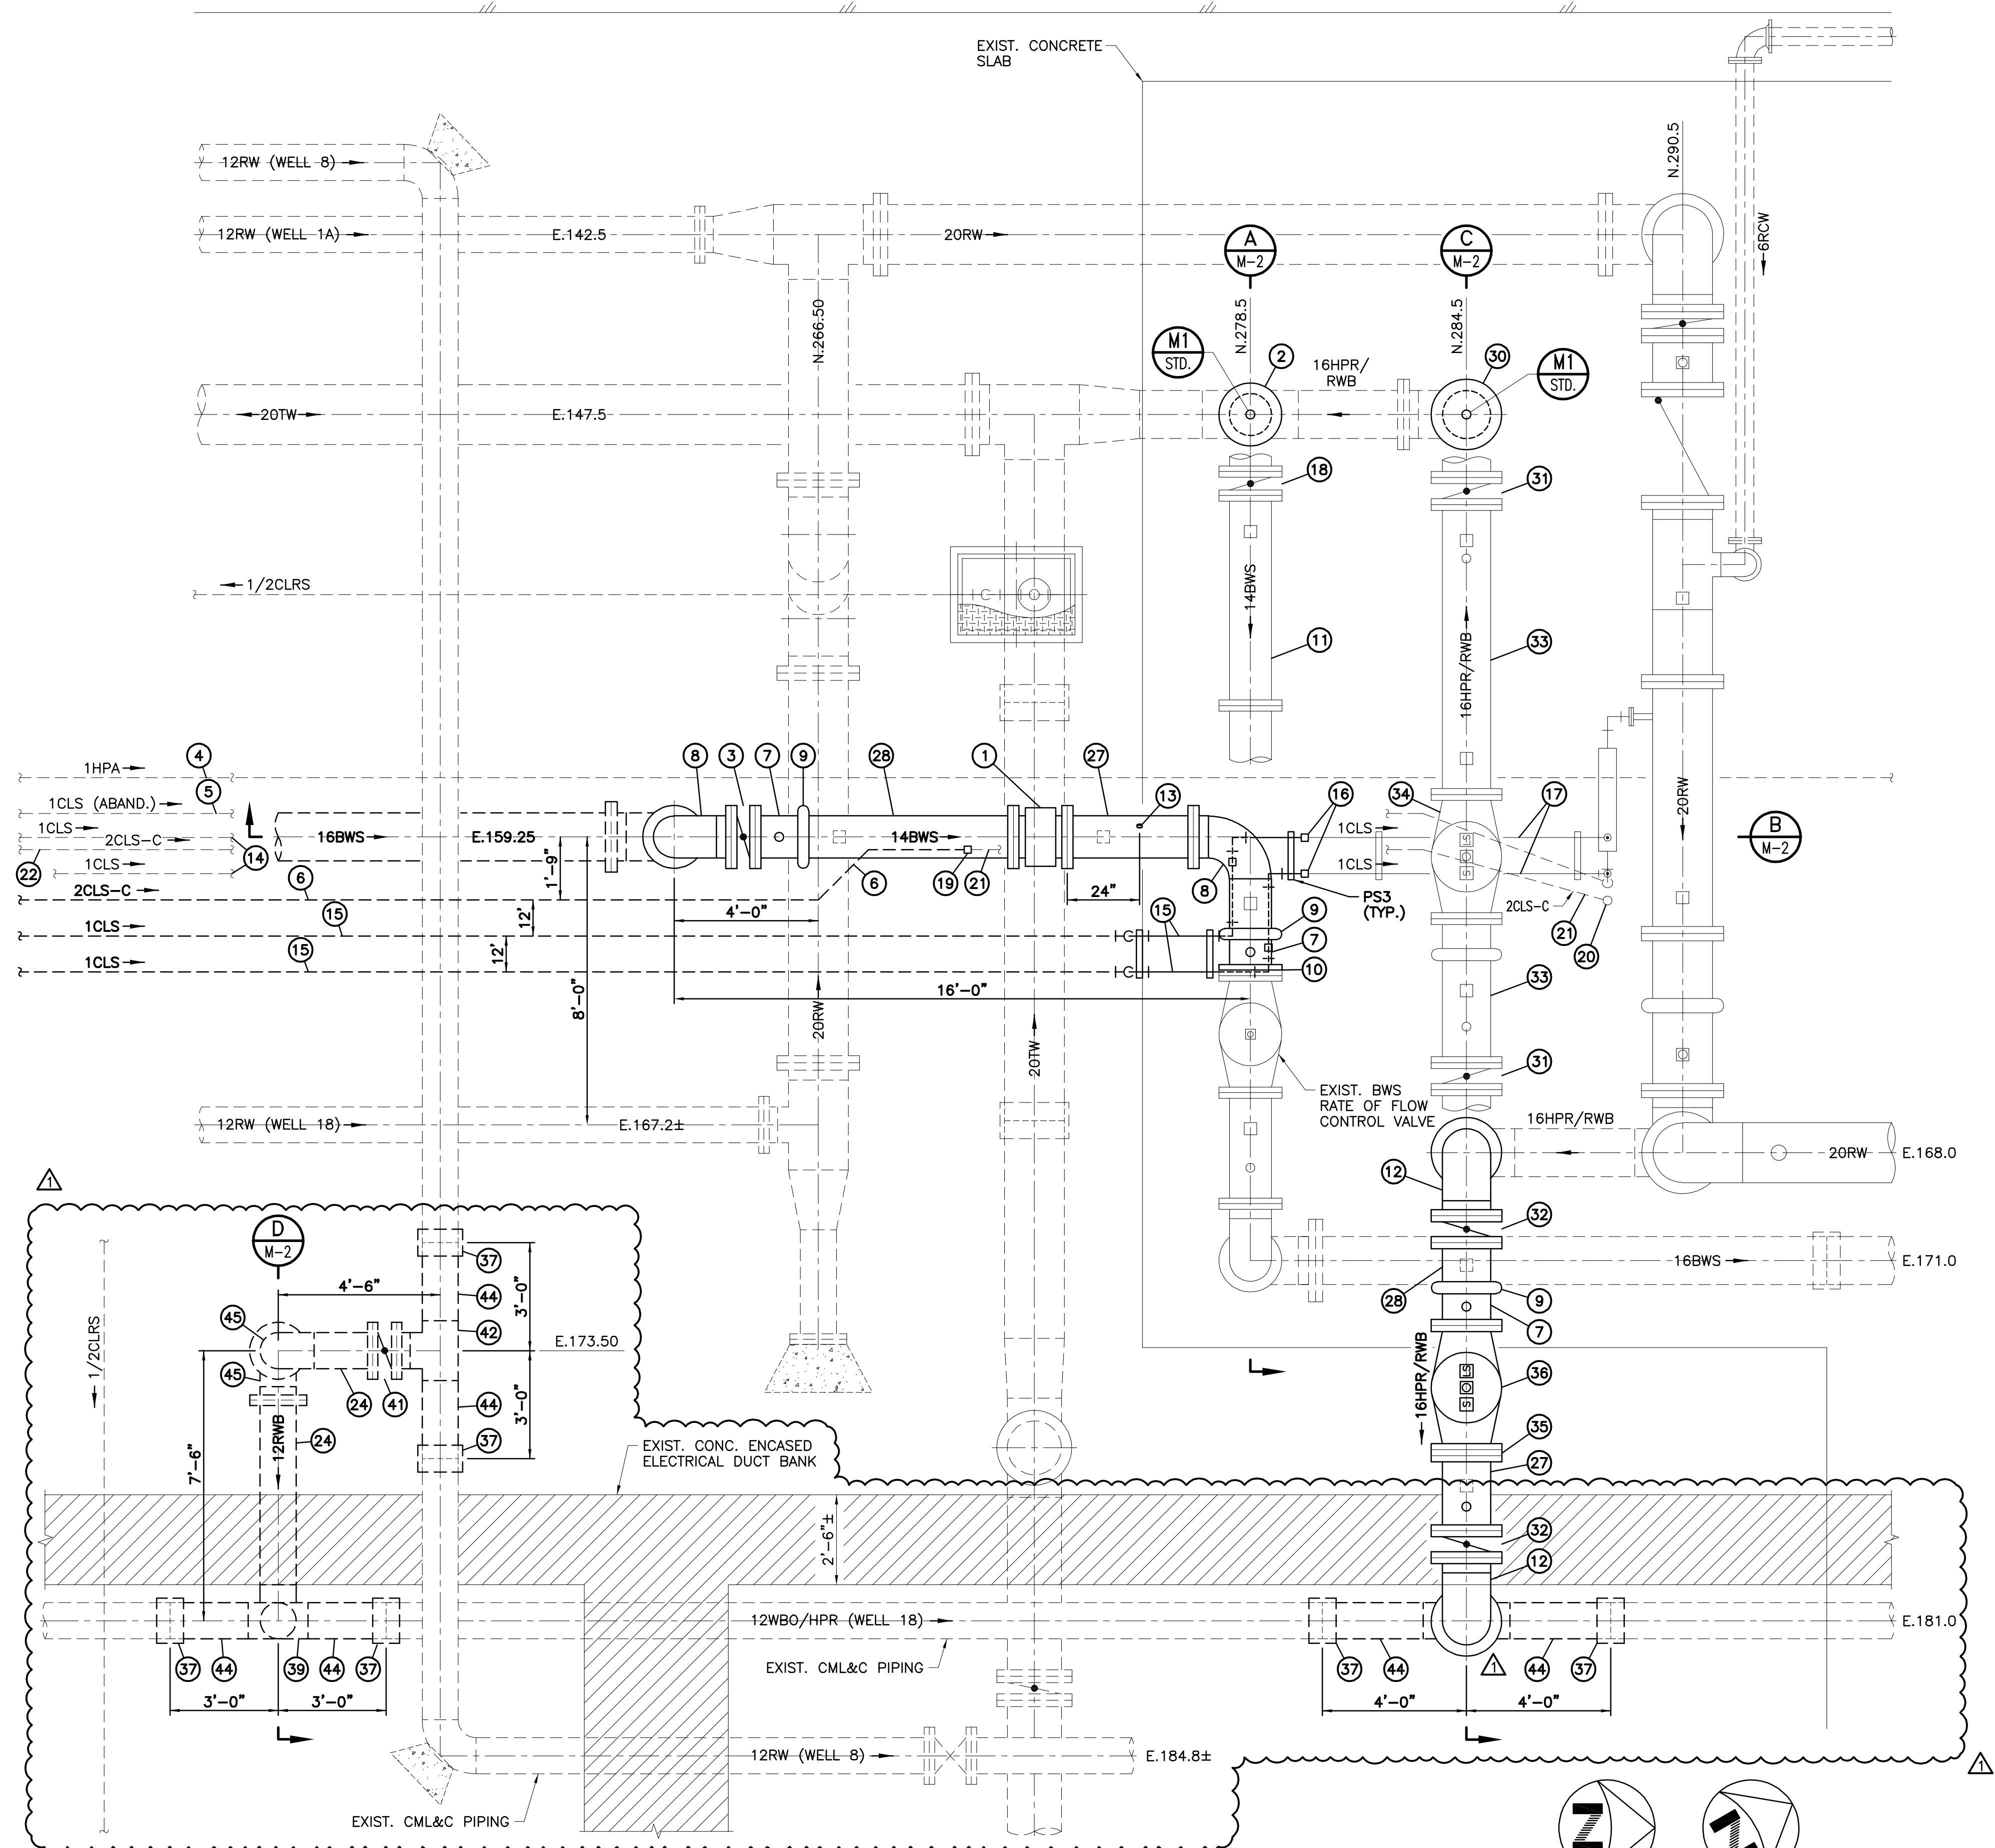 EXIST. CONCRETE
SLAB
12RW (WELL 8)
N.290.5
6RCW
12RW (WELL 1A)
E.142.5
20RW
A
M-2
C
M-2
N.266.50
N.278.5
N.284.5
M1
STD.
2
16HPR/
RWB
30
M1
STD.
20TW
E.147.5
18
31
1/2CLRS
14BWS
11
16HPR/RWB
33
1HPA
4
8
3
7
9
28
1
27
13
16
34
17
20RW
1CLS (ABAND.)
5
1CLS
2CLS-C
14
16BWS
E.159.25
14BWS
1CLS
1CLS
B
M-2
22
1CLS
6
1'-9"
6
19
21
24"
8
PS3
(TYP.)
2CLS-C
21
20
2CLS-C
15
12'
4'-0"
15
9
1CLS
15
12'
7
1CLS
10
33
16'-0"
8'-0"
20RW
20TW
31
EXIST. BWS
RATE OF FLOW
CONTROL VALVE
16HPR/RWB
12RW (WELL 18)
E.167.2±
20RW
E.168.0
1
12
32
D
M-2
37
16BWS
E.171.0
4'-6"
44
3'-0"
28
9
45
42
7
1/2CLRS
E.173.50
16HPR/RWB
LS
O
S
36
45
24
41
44
3'-0"
12RWB
24
37
35
7'-6"
EXIST. CONC. ENCASED
ELECTRICAL DUCT BANK
27
2'-6"±
32
12
12WBO/HPR (WELL 18)
E.181.0
EXIST. CML&C PIPING
37
44
39
44
37
37
44
1
44
37
3'-0"
3'-0"
4'-0"
4'-0"
12RW (WELL 8)
E.184.8±
1
EXIST. CML&C PIPING
N